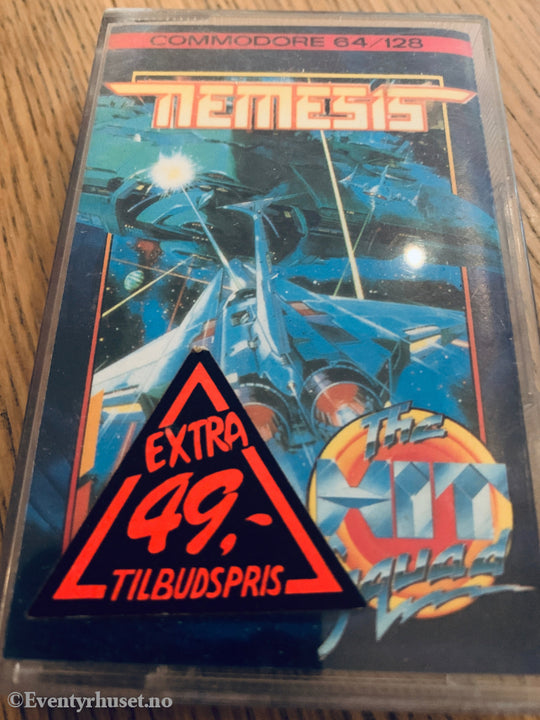 COMMODORE 64/128
NEMESIS
EXTRA
49,-
TILBUDSPRIS
The
HIT
Squad
©Eventyrhuset.no